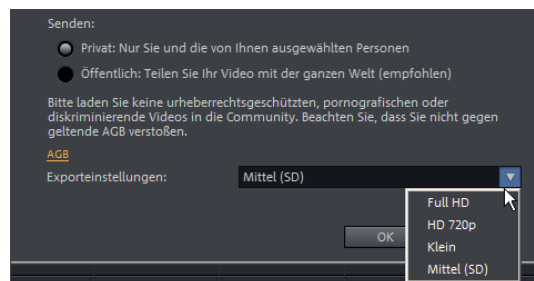 Senden:
Privat: Nur Sie und die von Ihnen ausgewählten Personen
Öffentlich: Teilen Sie Ihr Video mit der ganzen Welt (empfohlen)
Bitte laden Sie keine urheberrechtsgeschützten, pornografischen oder
diskriminierende Videos in die Community. Beachten Sie, dass Sie nicht gegen
geltende AGB verstoßen.
AGB
Exporteinstellungen: Mittel (SD)
Full HD
HD 720p
OK
Klein
Mittel (SD)